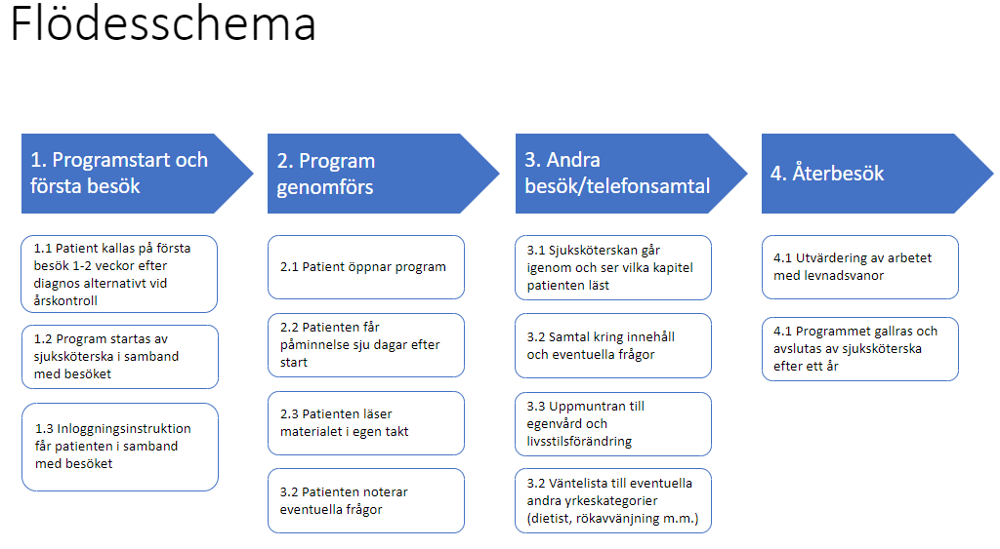 Flödesschema
1. Programstart och
första besök
1.1 Patient kallas på första
besök 1-2 veckor efter
diagnos alternativt vid
årskontroll
1.2 Program startas av
sjuksköterska i samband
med besöket
1.3 Inloggningsinstruktion
får patienten i samband
med besöket
2. Program
genomförs
2.1 Patient öppnar program
2.2 Patienten får
påminnelse sju dagar efter
start
2.3 Patienten läser
materialet i egen takt
3.2 Patienten noterar
eventuella frågor
3. Andra
besök/telefonsamtal
3.1 Sjuksköterskan går
igenom och ser vilka kapitel
patienten läst
3.2 Samtal kring innehåll
och eventuella frågor
3.3 Uppmuntran till
egenvård och
livsstilsförändring
3.2 Väntelista till eventuella
andra yrkeskategorier
(dietist, rökavvänjning m.m.)
4. Återbesök
4.1 Utvärdering av arbetet
med levnadsvanor
4.1 Programmet gallras och
avslutas av sjuksköterska
efter ett år